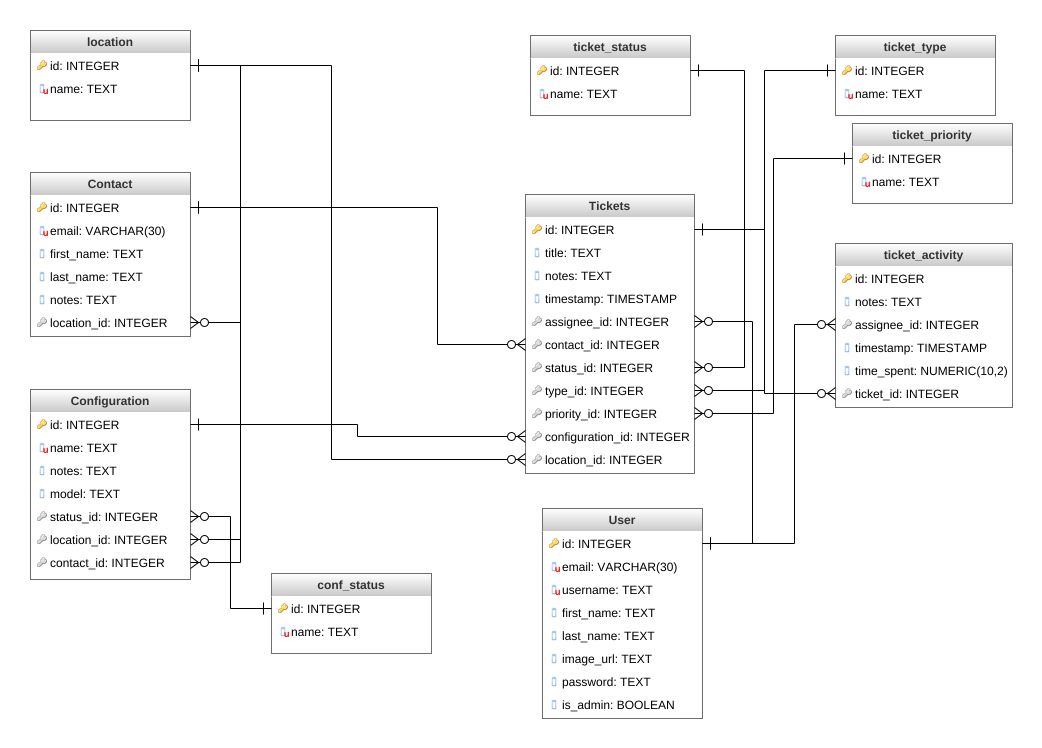 location
id: INTEGER
name: TEXT
Contact
id: INTEGER
email: VARCHAR(30)
first_name: TEXT
last_name: TEXT
notes: TEXT
location_id: INTEGER
Configuration
id: INTEGER
name: TEXT
notes: TEXT
model: TEXT
status_id: INTEGER
location_id: INTEGER
contact_id: INTEGER
conf_status
id: INTEGER
name: TEXT
ticket_status
id: INTEGER
name: TEXT
Tickets
id: INTEGER
title: TEXT
notes: TEXT
timestamp: TIMESTAMP
assignee_id: INTEGER
contact_id: INTEGER
status_id: INTEGER
type_id: INTEGER
priority_id: INTEGER
configuration_id: INTEGER
location_id: INTEGER
User
id: INTEGER
email: VARCHAR(30)
username: TEXT
first_name: TEXT
last_name: TEXT
image_url: TEXT
password: TEXT
is_admin: BOOLEAN
ticket_type
id: INTEGER
name: TEXT
ticket_priority
id: INTEGER
name: TEXT
ticket_activity
id: INTEGER
notes: TEXT
assignee_id: INTEGER
timestamp: TIMESTAMP
time_spent: NUMERIC(10,2)
ticket_id: INTEGER